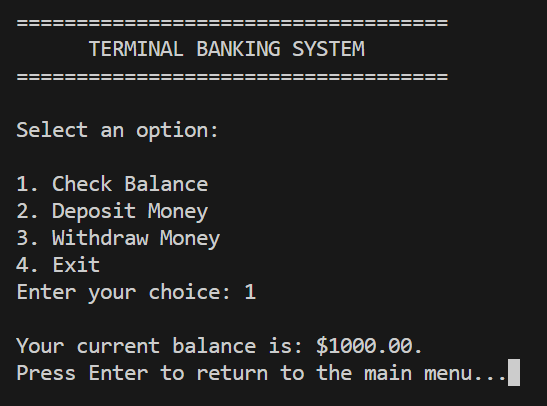 ====================================
TERMINAL BANKING SYSTEM
====================================
Select an option:
1. Check Balance
2. Deposit Money
3. Withdraw Money
4. Exit
Enter your choice: 1
Your current balance is: $1000.00.
Press Enter to return to the main menu...